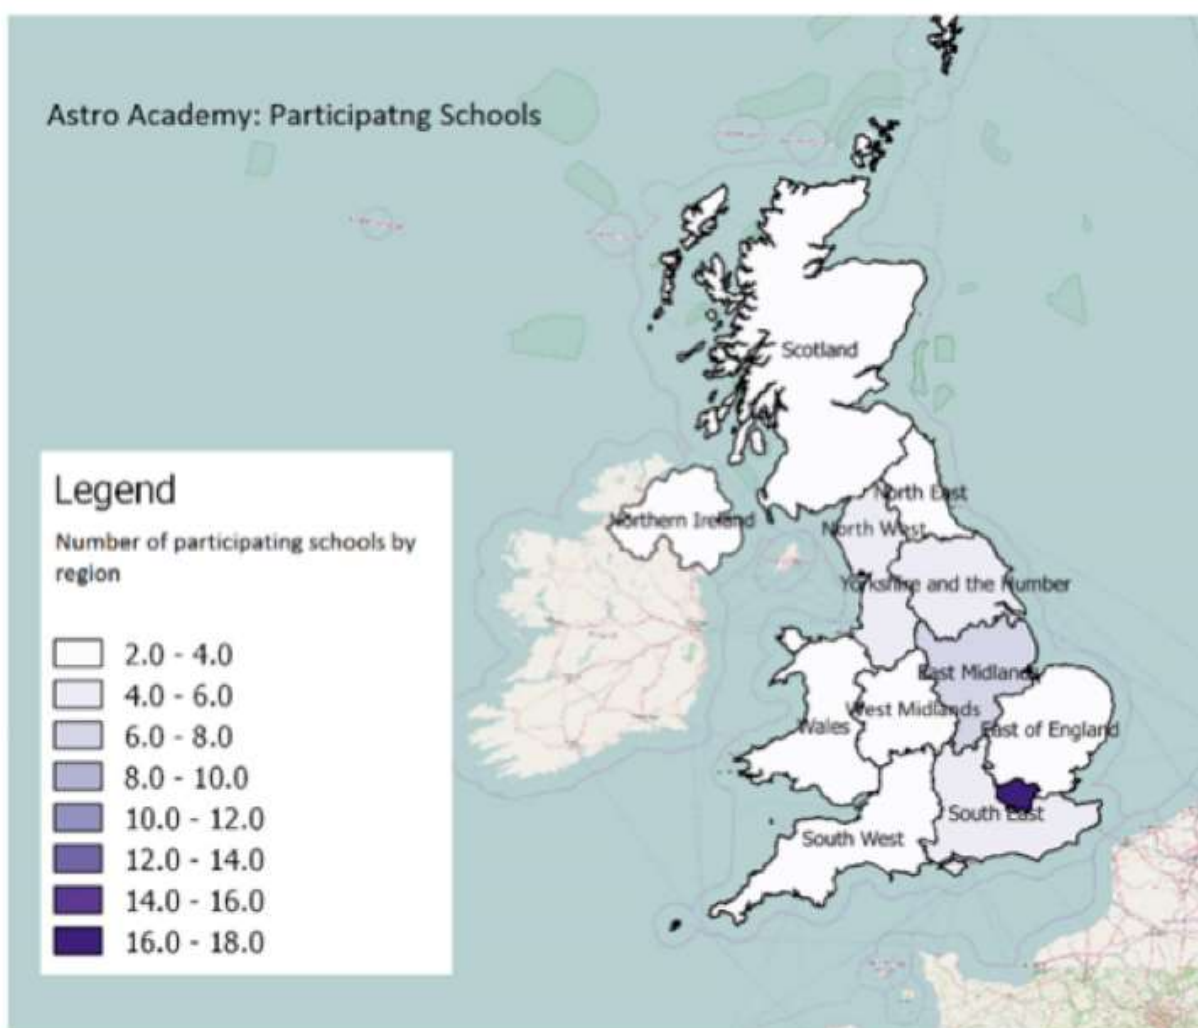 Astro Academy: Participatng Schools
Scotland
North East
Northern Ireland
North West
Yorkshire and the Humber
East Midlands
West Midlands
Wales
East of England
South East
South West
Legend
Number of participating schools by
region
2.0 - 4.0
4.0 - 6.0
6.0 - 8.0
8.0 - 10.0
10.0 - 12.0
12.0 - 14.0
14.0 - 16.0
16.0 - 18.0